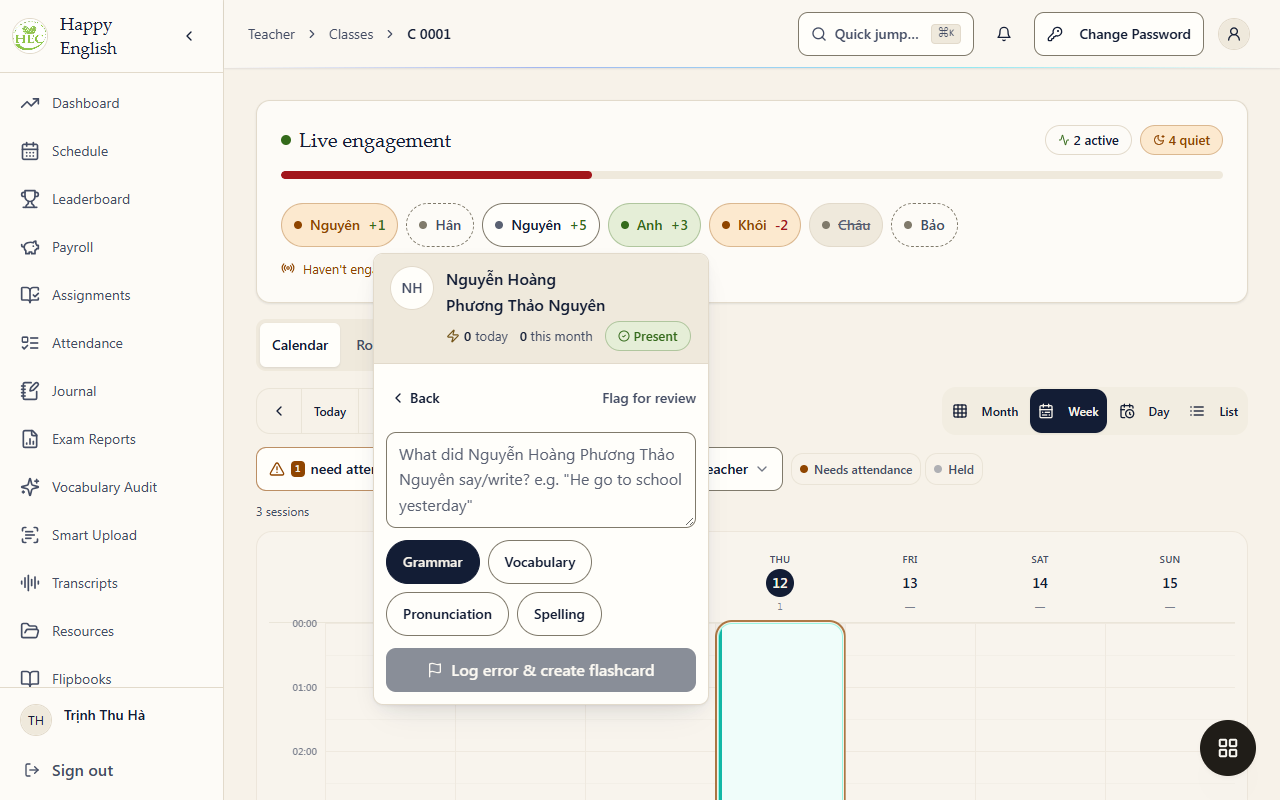 HEC
Happy
English
Teacher
Classes
C 0001
Quick jump...
⌘K
Change Password
Dashboard
Schedule
Leaderboard
Payroll
Assignments
Attendance
Journal
Exam Reports
Vocabulary Audit
Smart Upload
Transcripts
Resources
Flipbooks
TH
Trịnh Thu Hà
Sign out
Live engagement
2 active
4 quiet
Nguyên +1
Hân
Nguyên +5
Anh +3
Khôi -2
Châu
Bảo
Haven't eng
NH
Nguyễn Hoàng
Phương Thảo Nguyên
0 today
0 this month
Present
Back
Flag for review
What did Nguyễn Hoàng Phương Thảo
Nguyên say/write? e.g. "He go to school
yesterday"
Grammar
Vocabulary
Pronunciation
Spelling
Log error & create flashcard
Calendar
Ro
Today
Month
Week
Day
List
1 need atten
eacher
Needs attendance
Held
3 sessions
THU
FRI
SAT
SUN
12
13
14
15
1
—
—
—
00:00
01:00
02:00